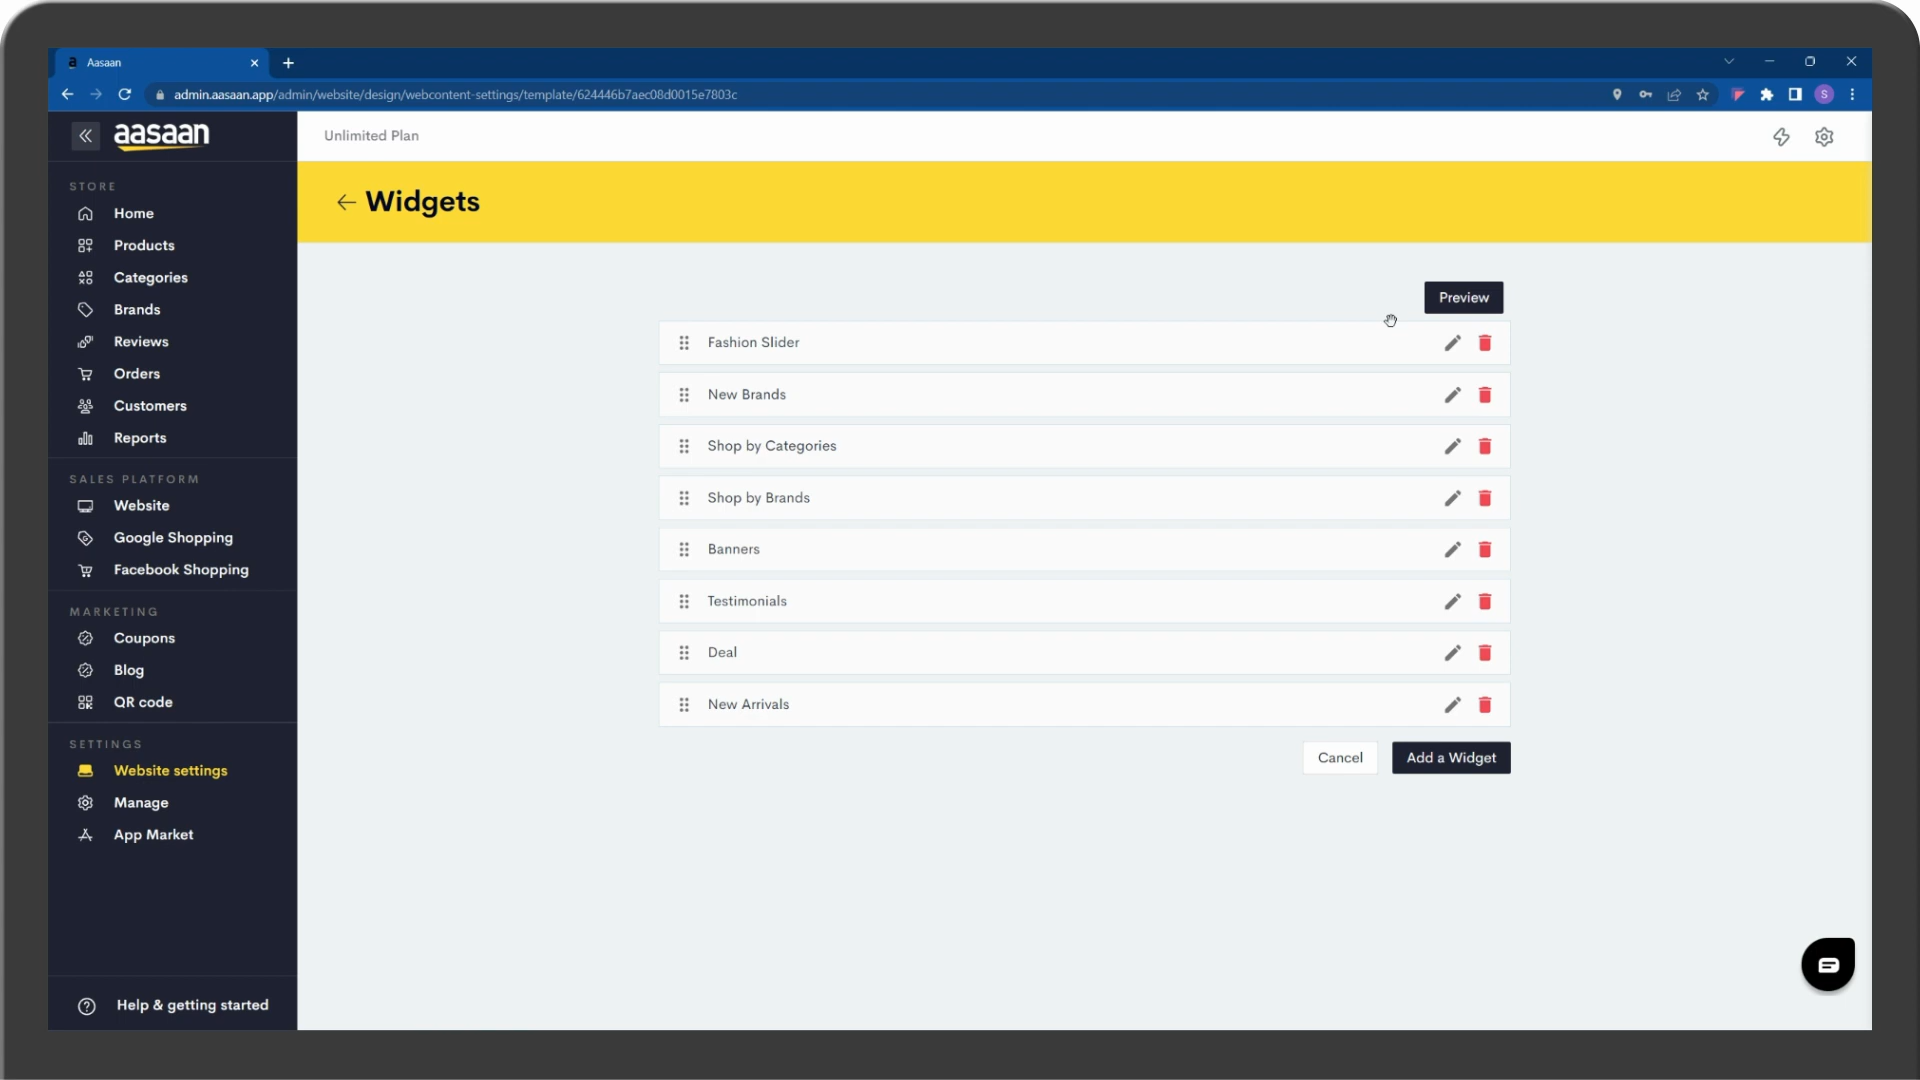 Aasaan
admin.aasaan.app/admin/website/design/webcontent-settings/template/624446b7aec08d0015e7803c
S
aasaan
Unlimited Plan
Widgets
STORE
Home
Products
Categories
Brands
Reviews
Orders
Customers
Reports
SALES PLATFORM
Website
Google Shopping
Facebook Shopping
MARKETING
Coupons
Blog
QR code
SETTINGS
Website settings
Manage
App Market
Help & getting started
Preview
Fashion Slider
New Brands
Shop by Categories
Shop by Brands
Banners
Testimonials
Deal
New Arrivals
Cancel
Add a Widget